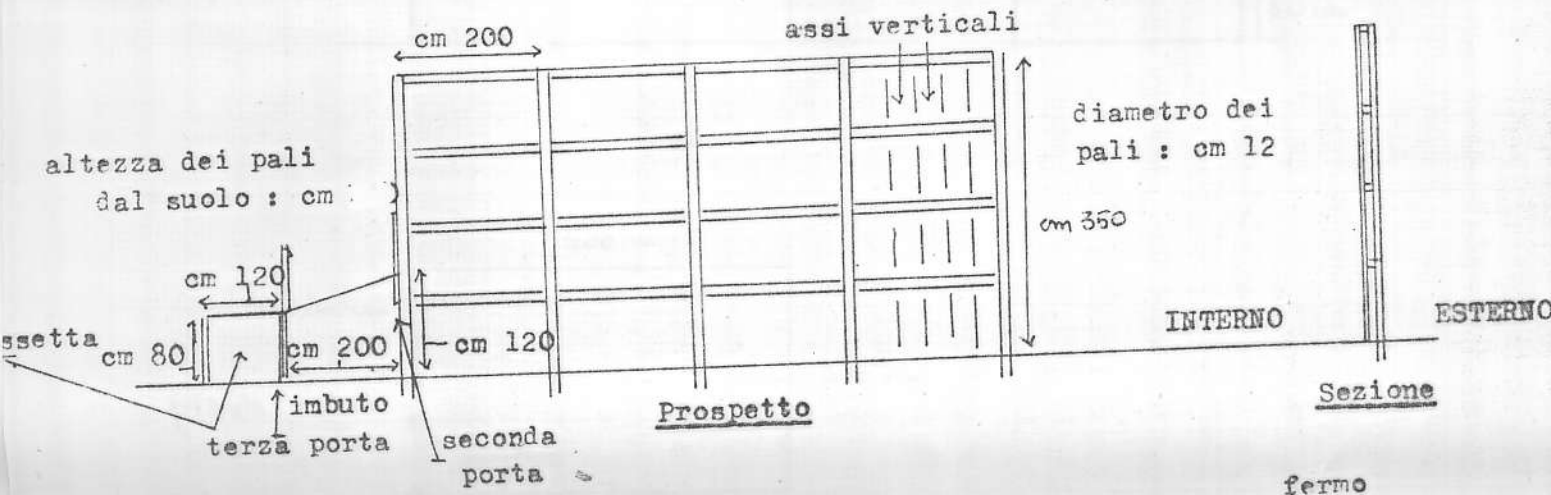 cm 200
assi verticali
altezza dei pali
dal suolo : cm
diametro dei
pali : cm 12
cm 350
cm 120
ssetta
cm 80
cm 200
cm 120
INTERNO
ESTERNO
imbuto
terza porta
seconda
porta
Prospetto
Sezione
fermo